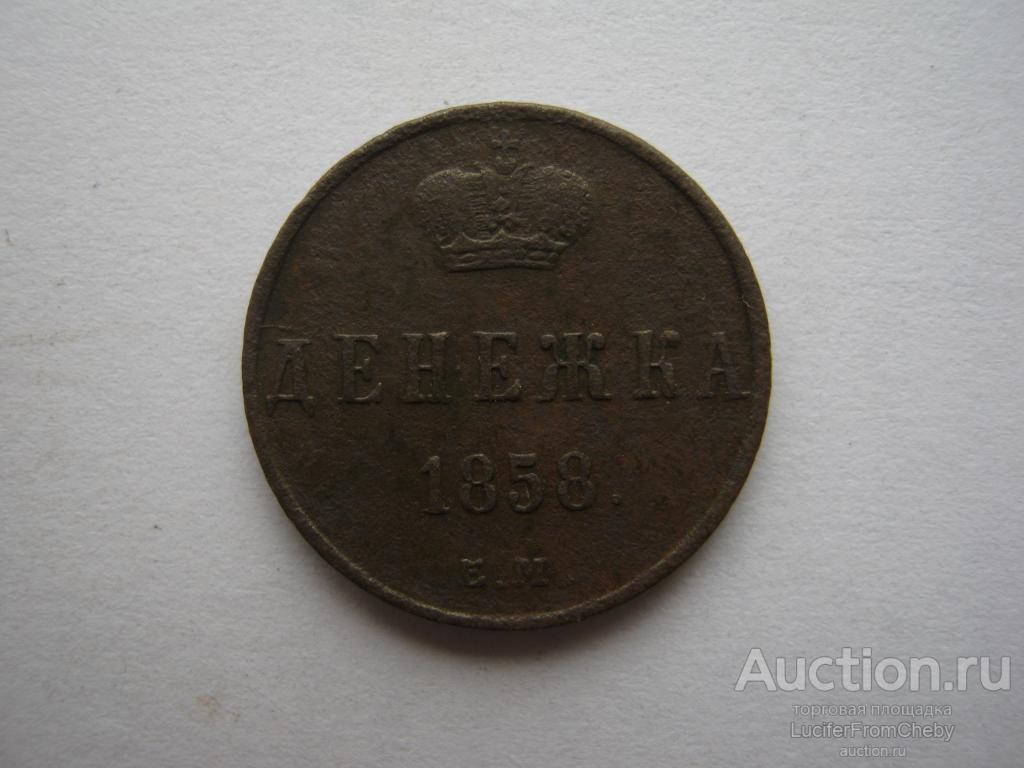 ДЕНЕЖКА
1858.
Е.М.
Auction.ru
торговая площадка
LuciferFromCheby
auction.ru